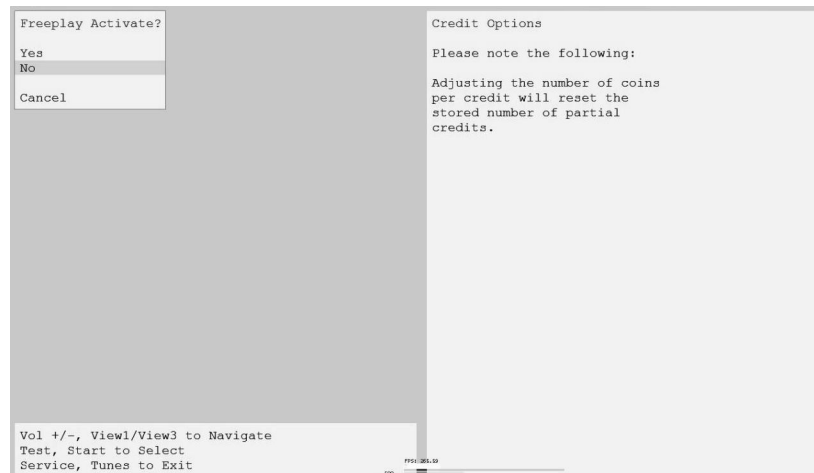 Freeplay Activate?
Yes
No
Cancel
Credit Options
Please note the following:
Adjusting the number of coins
per credit will reset the
stored number of partial
credits.
Vol +/-, View1/View3 to Navigate
Test, Start to Select
Service, Tunes to Exit